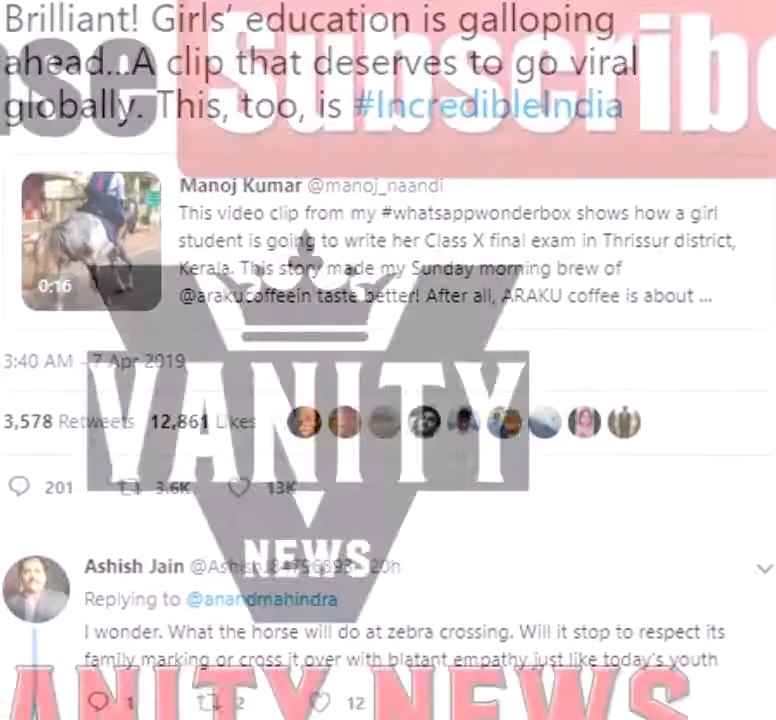 Brilliant! Girls’ education is galloping
ahead...A clip that deserves to go viral
globally. This, too, is #IncredibleIndia
se Subscribe
Manoj Kumar @manoj_naandi
This video clip from my #whatsappwonderbox shows how a girl
student is going to write her Class X final exam in Thrissur district,
Kerala. This story made my Sunday morning brew of
@arakucoffeein taste better! After all, ARAKU coffee is about ...
0:16
3:40 AM - 7 Apr 2019
VANITY
3,578 Retweets 12,861 Likes
201 3.6K 13K
NEWS
Ashish Jain @Ashish 20h
Replying to @anandmahindra
I wonder. What the horse will do at zebra crossing. Will it stop to respect its
family marking or cross it over with blatant empathy just like today's youth
ANITY NEWS
1 2 12